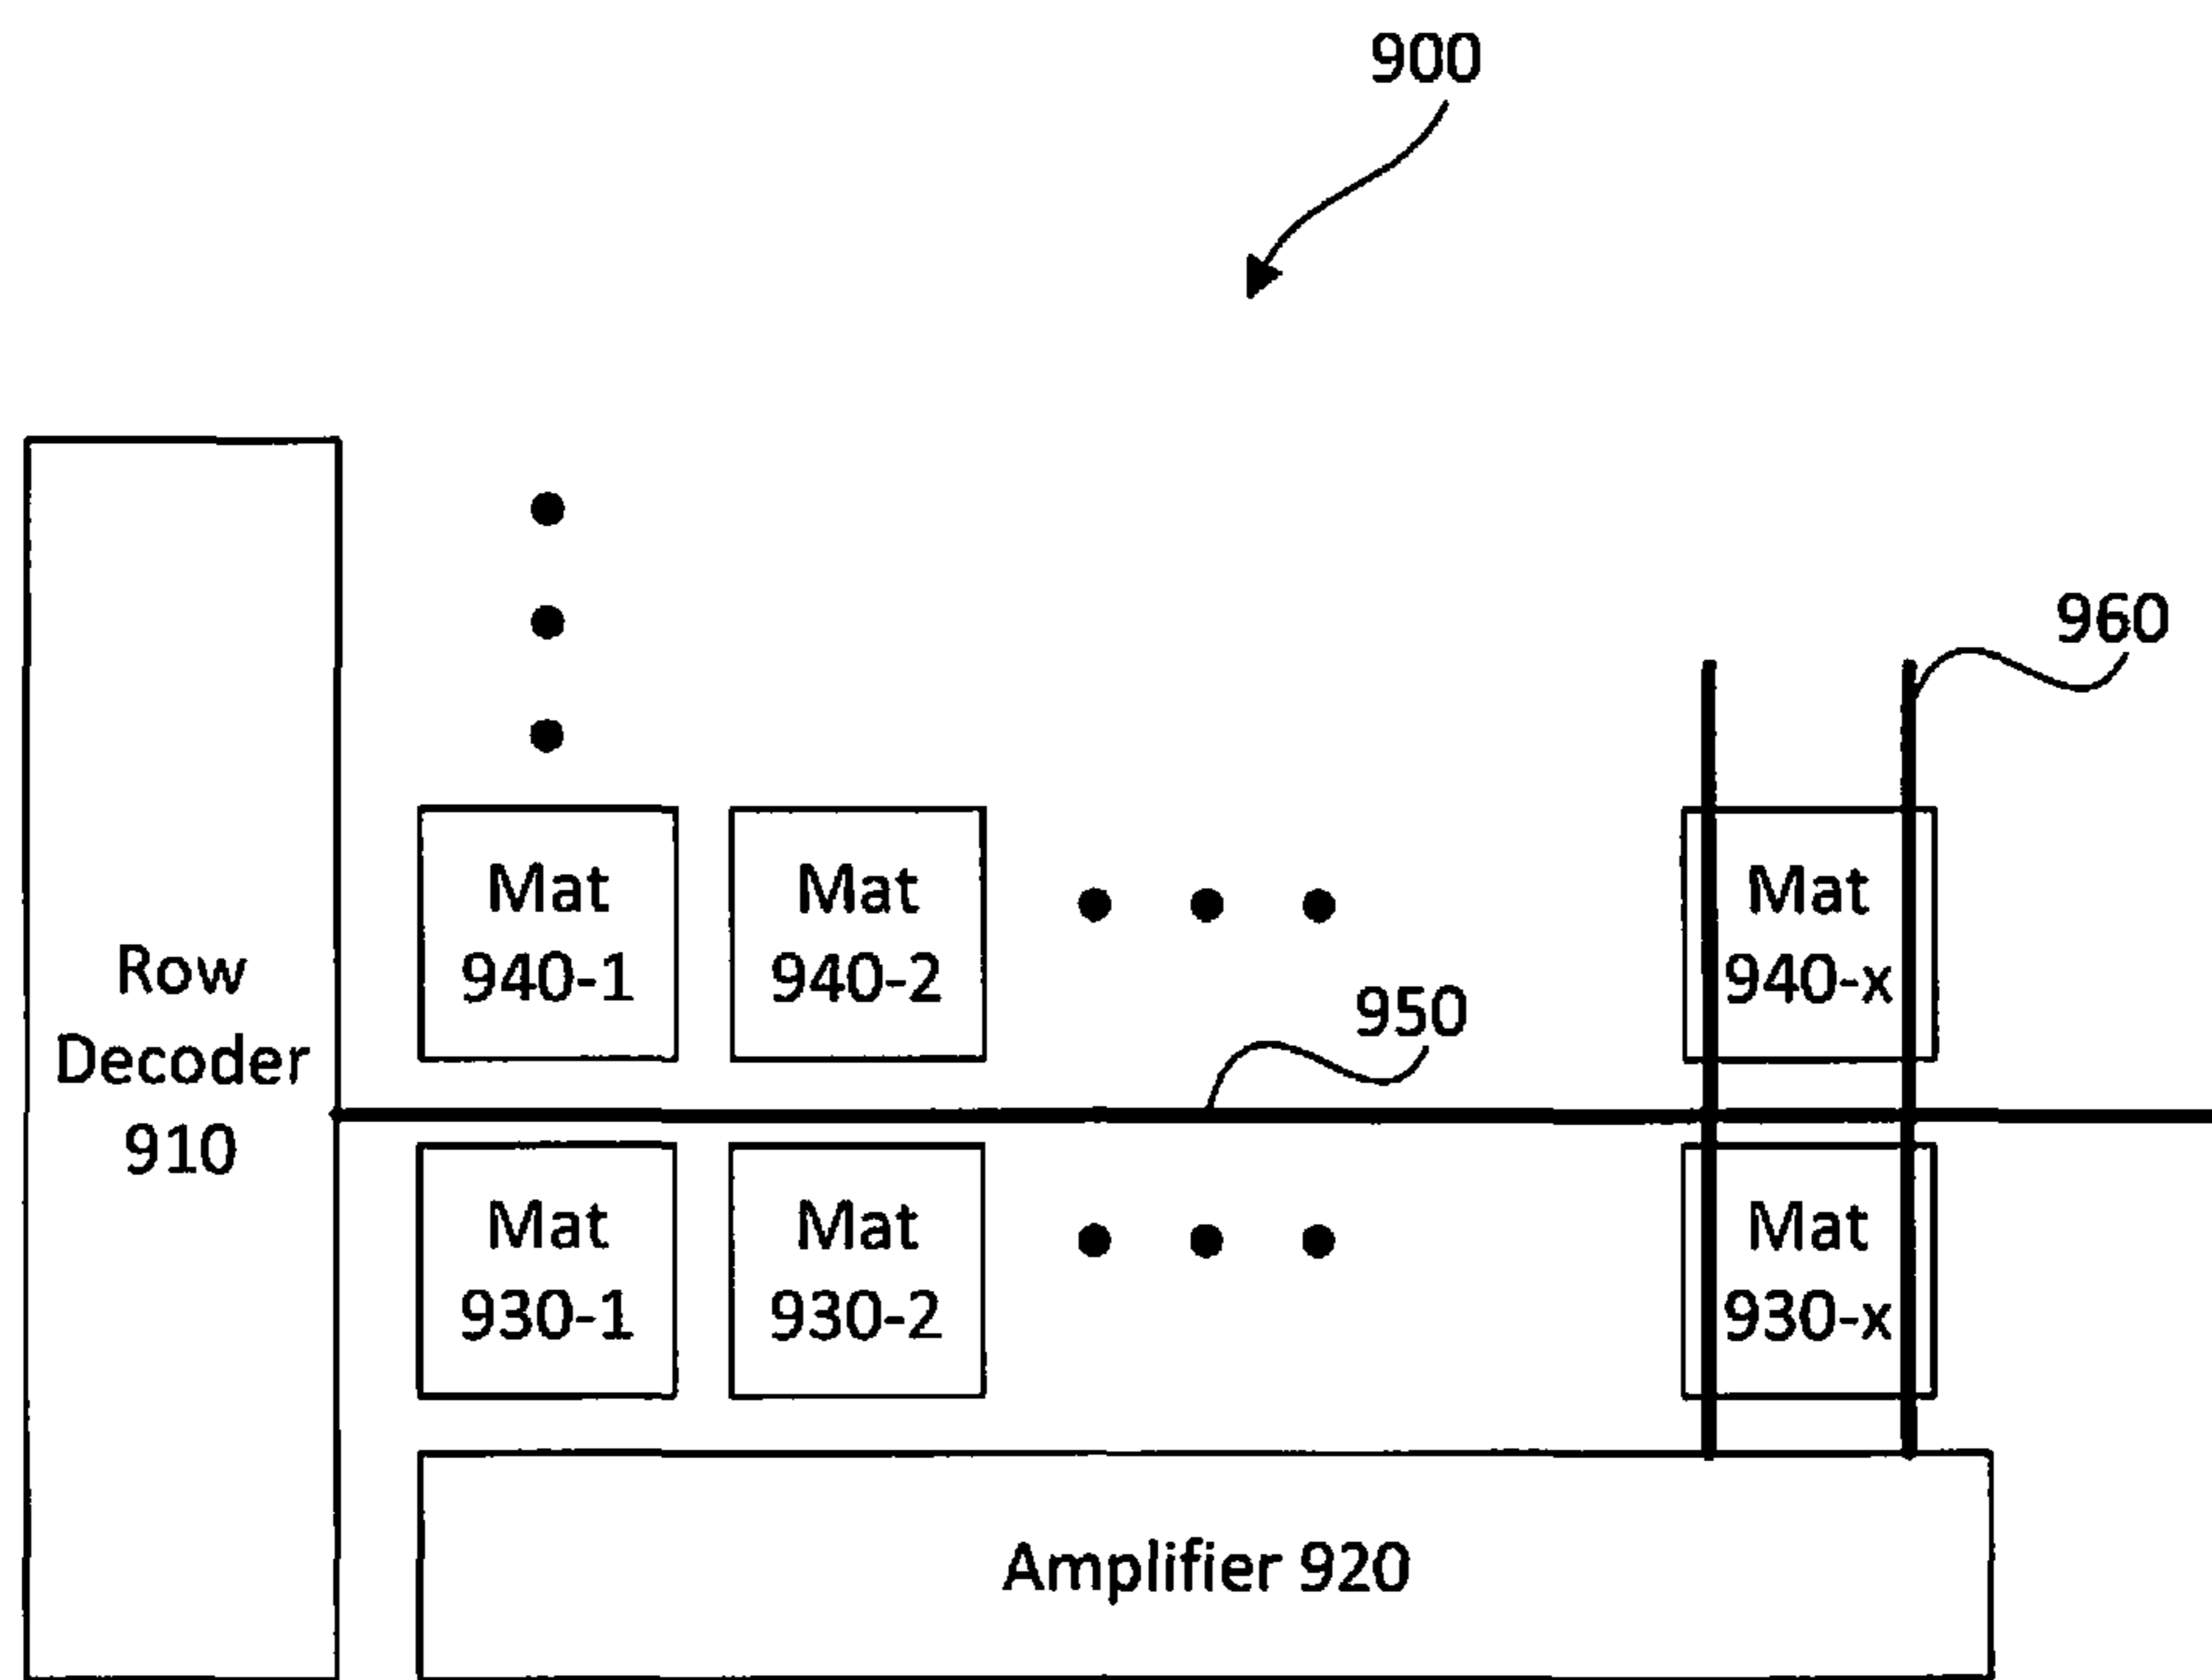 900
960
Mat
940-1
Mat
940-2
Mat
940-x
950
Row
Decoder
910
Mat
930-1
Mat
930-2
Mat
930-x
Amplifier 920